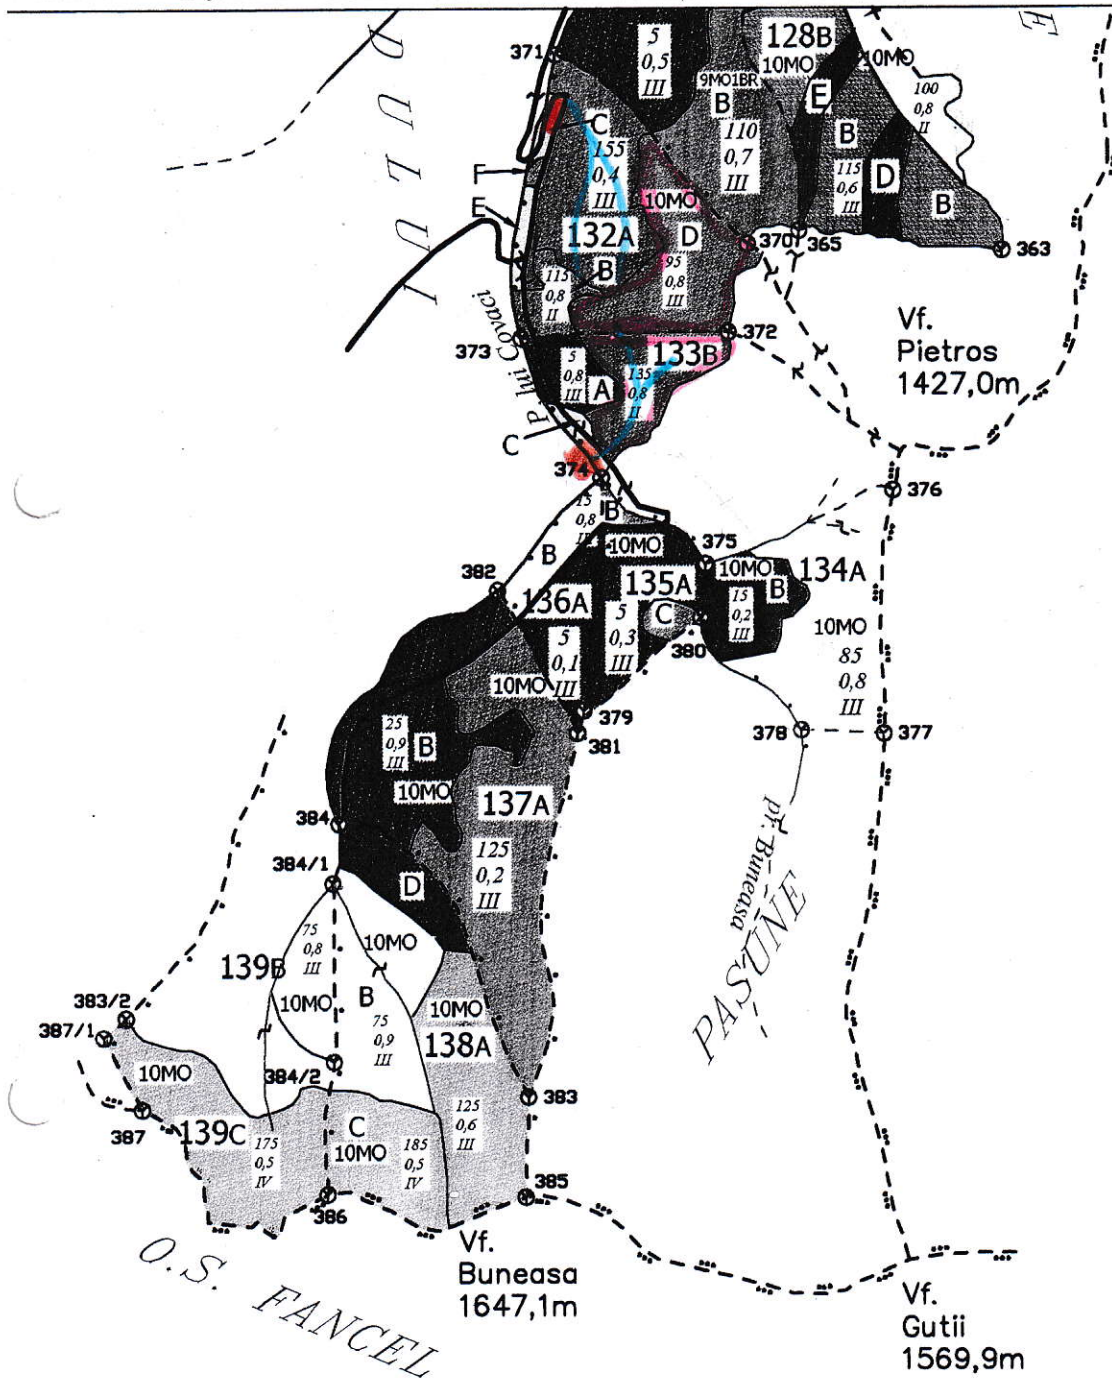 E
D U L U I
371
5
0,5
III
128B
10MO
10MO
9MO1BR
B
110
0,7
III
E
B
115
0,6
III
D
B
100
0,8
II
C
155
0,4
III
F
E
10MO
132A
D
95
0,8
III
B
115
0,8
II
370
365
363
P. lui Covaci
373
372
133B
5
0,8
III
A
135
0,8
II
C
374
Vf.
Pietros
1427,0m
376
15
0,8
B
10MO
375
B
382
10MO
B
134A
136A
135A
15
0,2
III
C
10MO
85
0,8
III
5
0,1
III
5
0,3
III
380
10MO
379
381
378
377
25
0,9
III
B
10MO
137A
384
125
0,2
III
pr. Buneasa
PAȘUNE
384/1
D
75
0,8
III
10MO
139B
10MO
B
75
0,9
III
10MO
138A
383/2
387/1
10MO
384/2
383
387
139C
175
0,5
IV
C
10MO
185
0,5
IV
125
0,6
III
386
385
Vf.
Buneasa
1647,1m
O.S. FANCEL
Vf.
Gutii
1569,9m